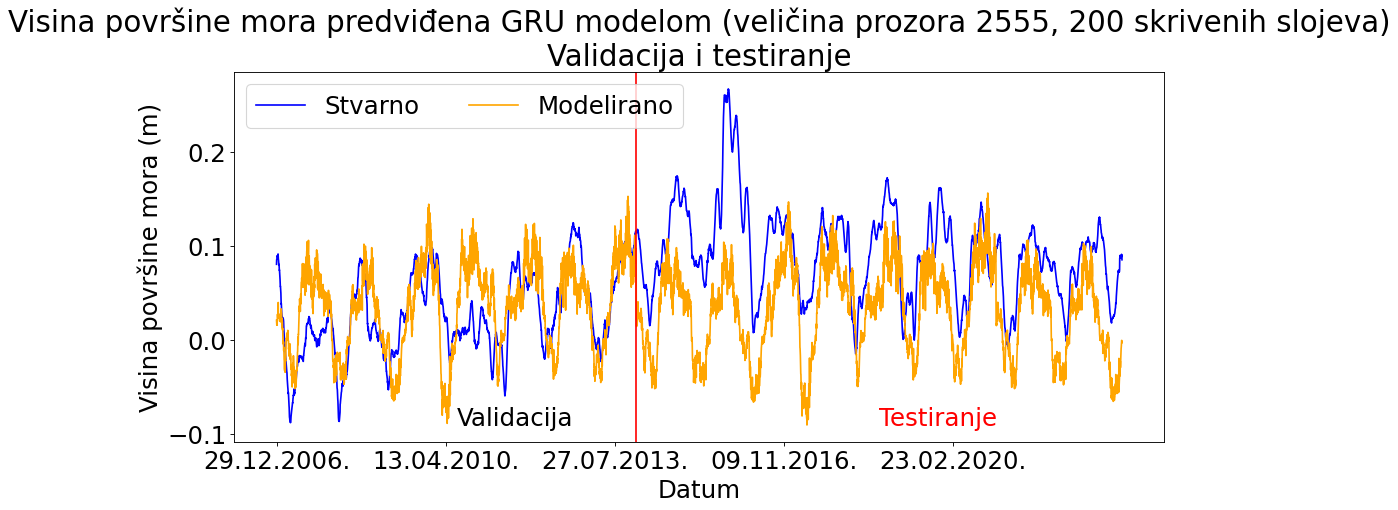 Visina površine mora predviđena GRU modelom (veličina prozora 2555, 200 skrivenih slojeva)
Validacija i testiranje
Stvarno
Modelirano
Visina površine mora (m)
0.2
0.1
0.0
−0.1
Validacija
Testiranje
29.12.2006.
13.04.2010.
27.07.2013.
09.11.2016.
23.02.2020.
Datum